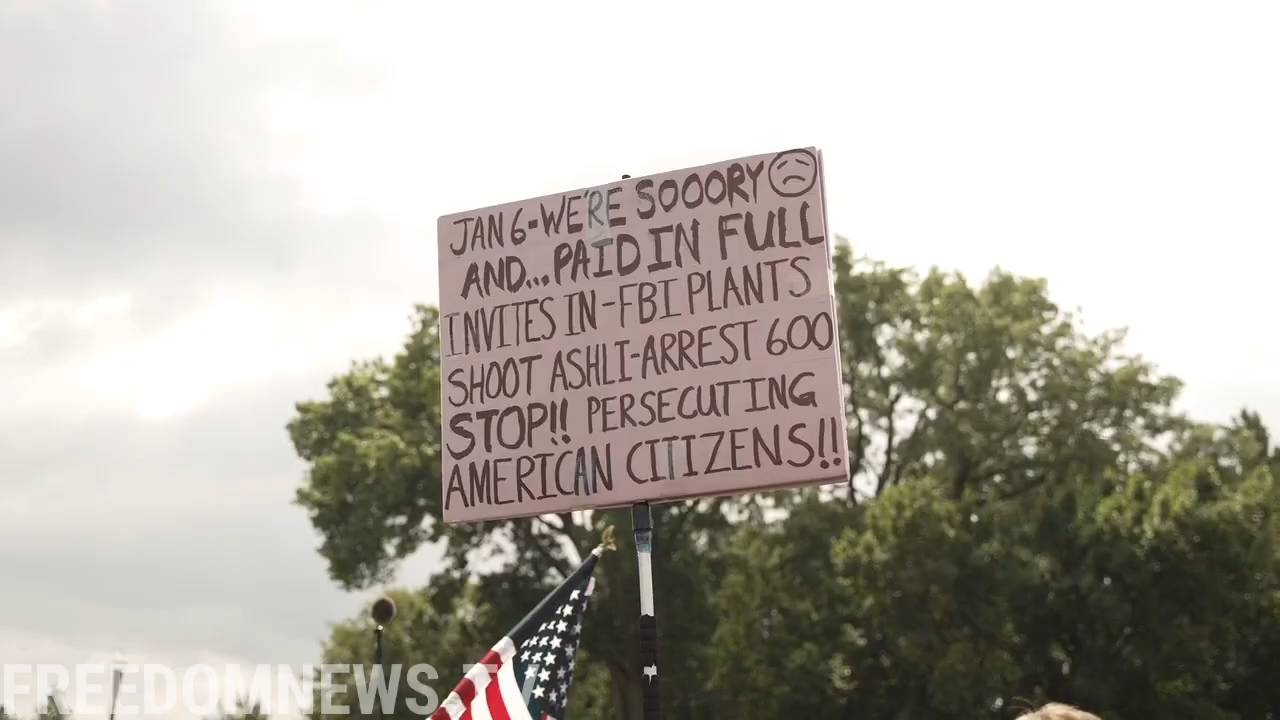 JAN 6-WE'RE SOOORY
AND...PAID IN FULL
INVITES IN-FBI PLANTS
SHOOT ASHLI-ARREST 600
STOP!! PERSECUTING
AMERICAN CITIZENS!!
FREEDOMNEWS.TV